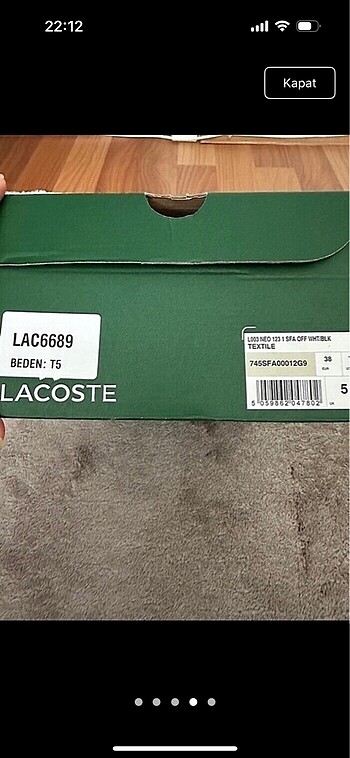 22:12
Kapat
LAC6689
BEDEN: T5
LACOSTE
L003 NEO 123 1 SFA OFF WHT/BLK
TEXTILE
745SFA00012G9
38
EUR
5
UK
5 059862 047802